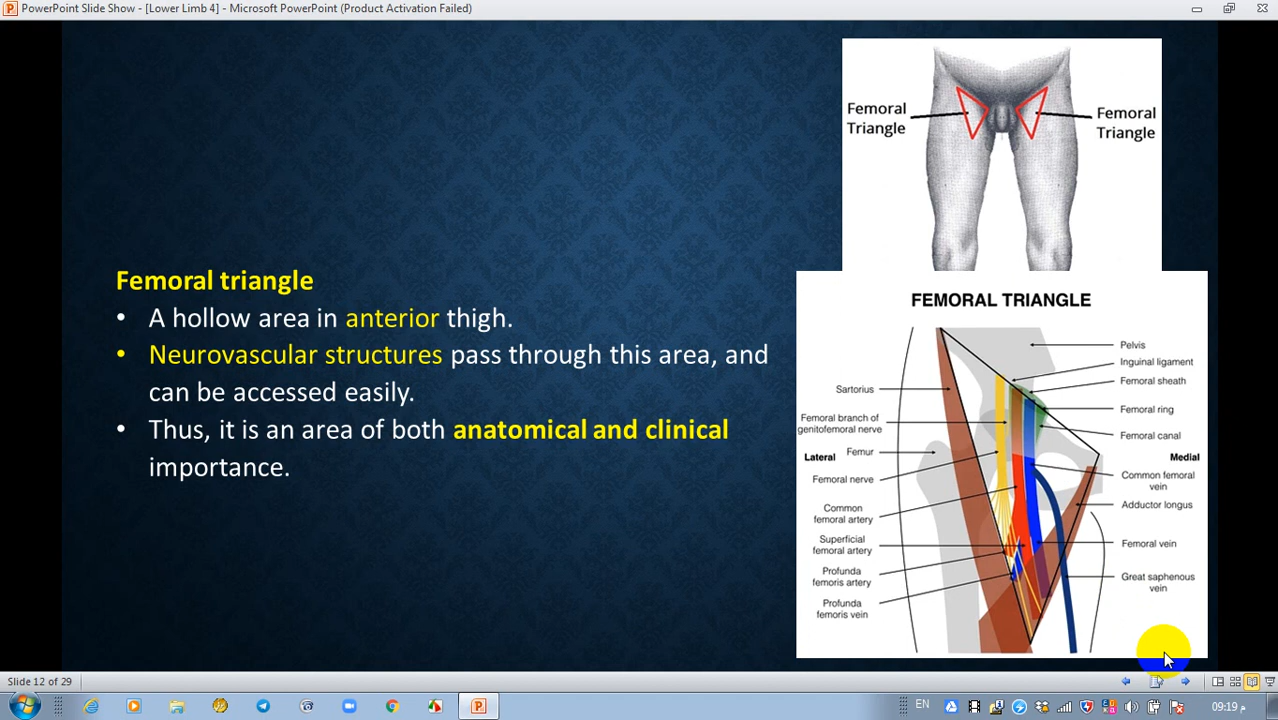 PowerPoint Slide Show - [Lower Limb 4] - Microsoft PowerPoint (Product Activation Failed)
Femoral
Triangle
Femoral
Triangle
Femoral triangle
• A hollow area in anterior thigh.
• Neurovascular structures pass through this area, and
can be accessed easily.
• Thus, it is an area of both anatomical and clinical
importance.
FEMORAL TRIANGLE
Sartorius
Femoral branch of
genitofemoral nerve
Femur
Lateral
Femoral nerve
Common
femoral artery
Superficial
femoral artery
Profunda
femoris artery
Profunda
femoris vein
Pelvis
Inguinal ligament
Femoral sheath
Femoral ring
Femoral canal
Medial
Common femoral
vein
Adductor longus
Femoral vein
Great saphenous
vein
Slide 12 of 29
EN
09:19 م